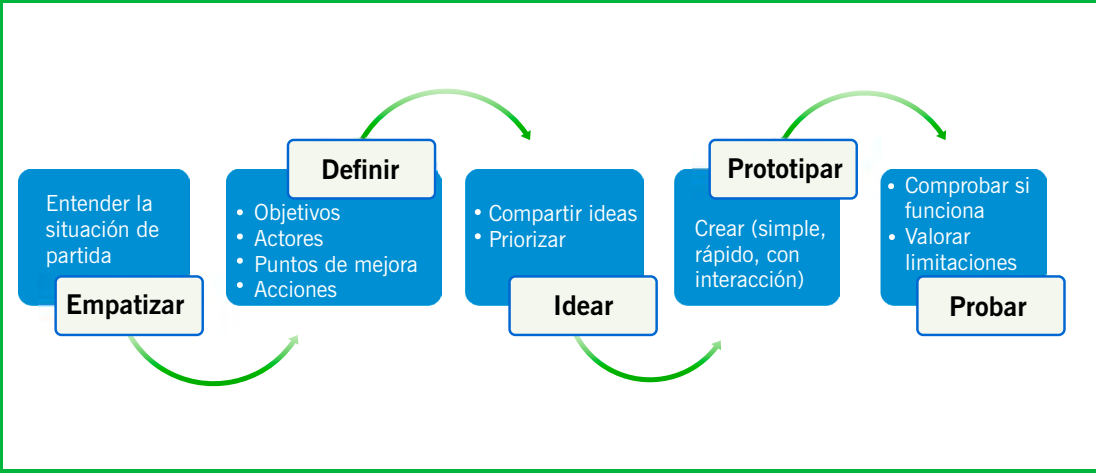 Entender la
situación de
partida
Empatizar
Definir
• Objetivos
• Actores
• Puntos de mejora
• Acciones
• Compartir ideas
• Priorizar
Idear
Prototipar
Crear (simple,
rápido, con
interacción)
• Comprobar si
funciona
• Valorar
limitaciones
Probar